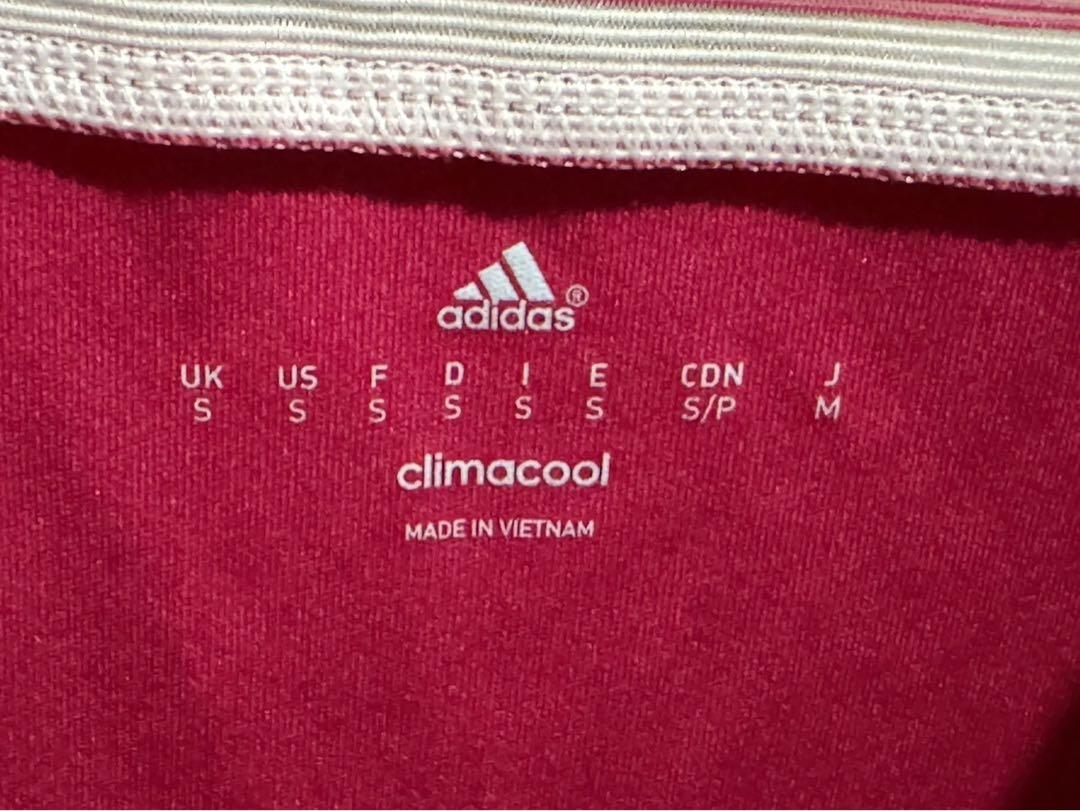 adidas®
UK US F D I E CDN J
S S S S S S S/P M
climacool
MADE IN VIETNAM